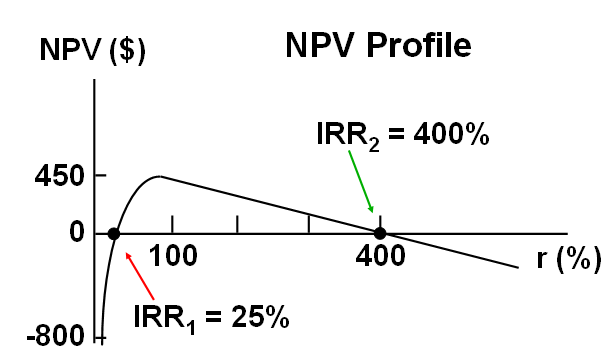 NPV ($)
NPV Profile
IRR2 = 400%
450
0
100
400
r (%)
IRR1 = 25%
-800